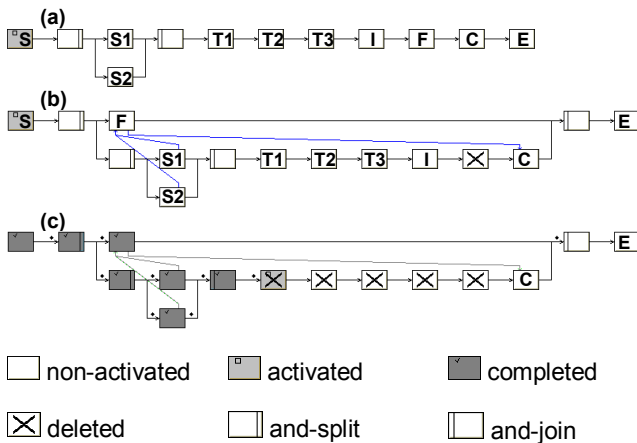 (a)
S S1 T1 T2 T3 I F C E
S2
(b)
S F E
S1 T1 T2 T3 I C
S2
(c)
E
C
non-activated activated completed
deleted and-split and-join